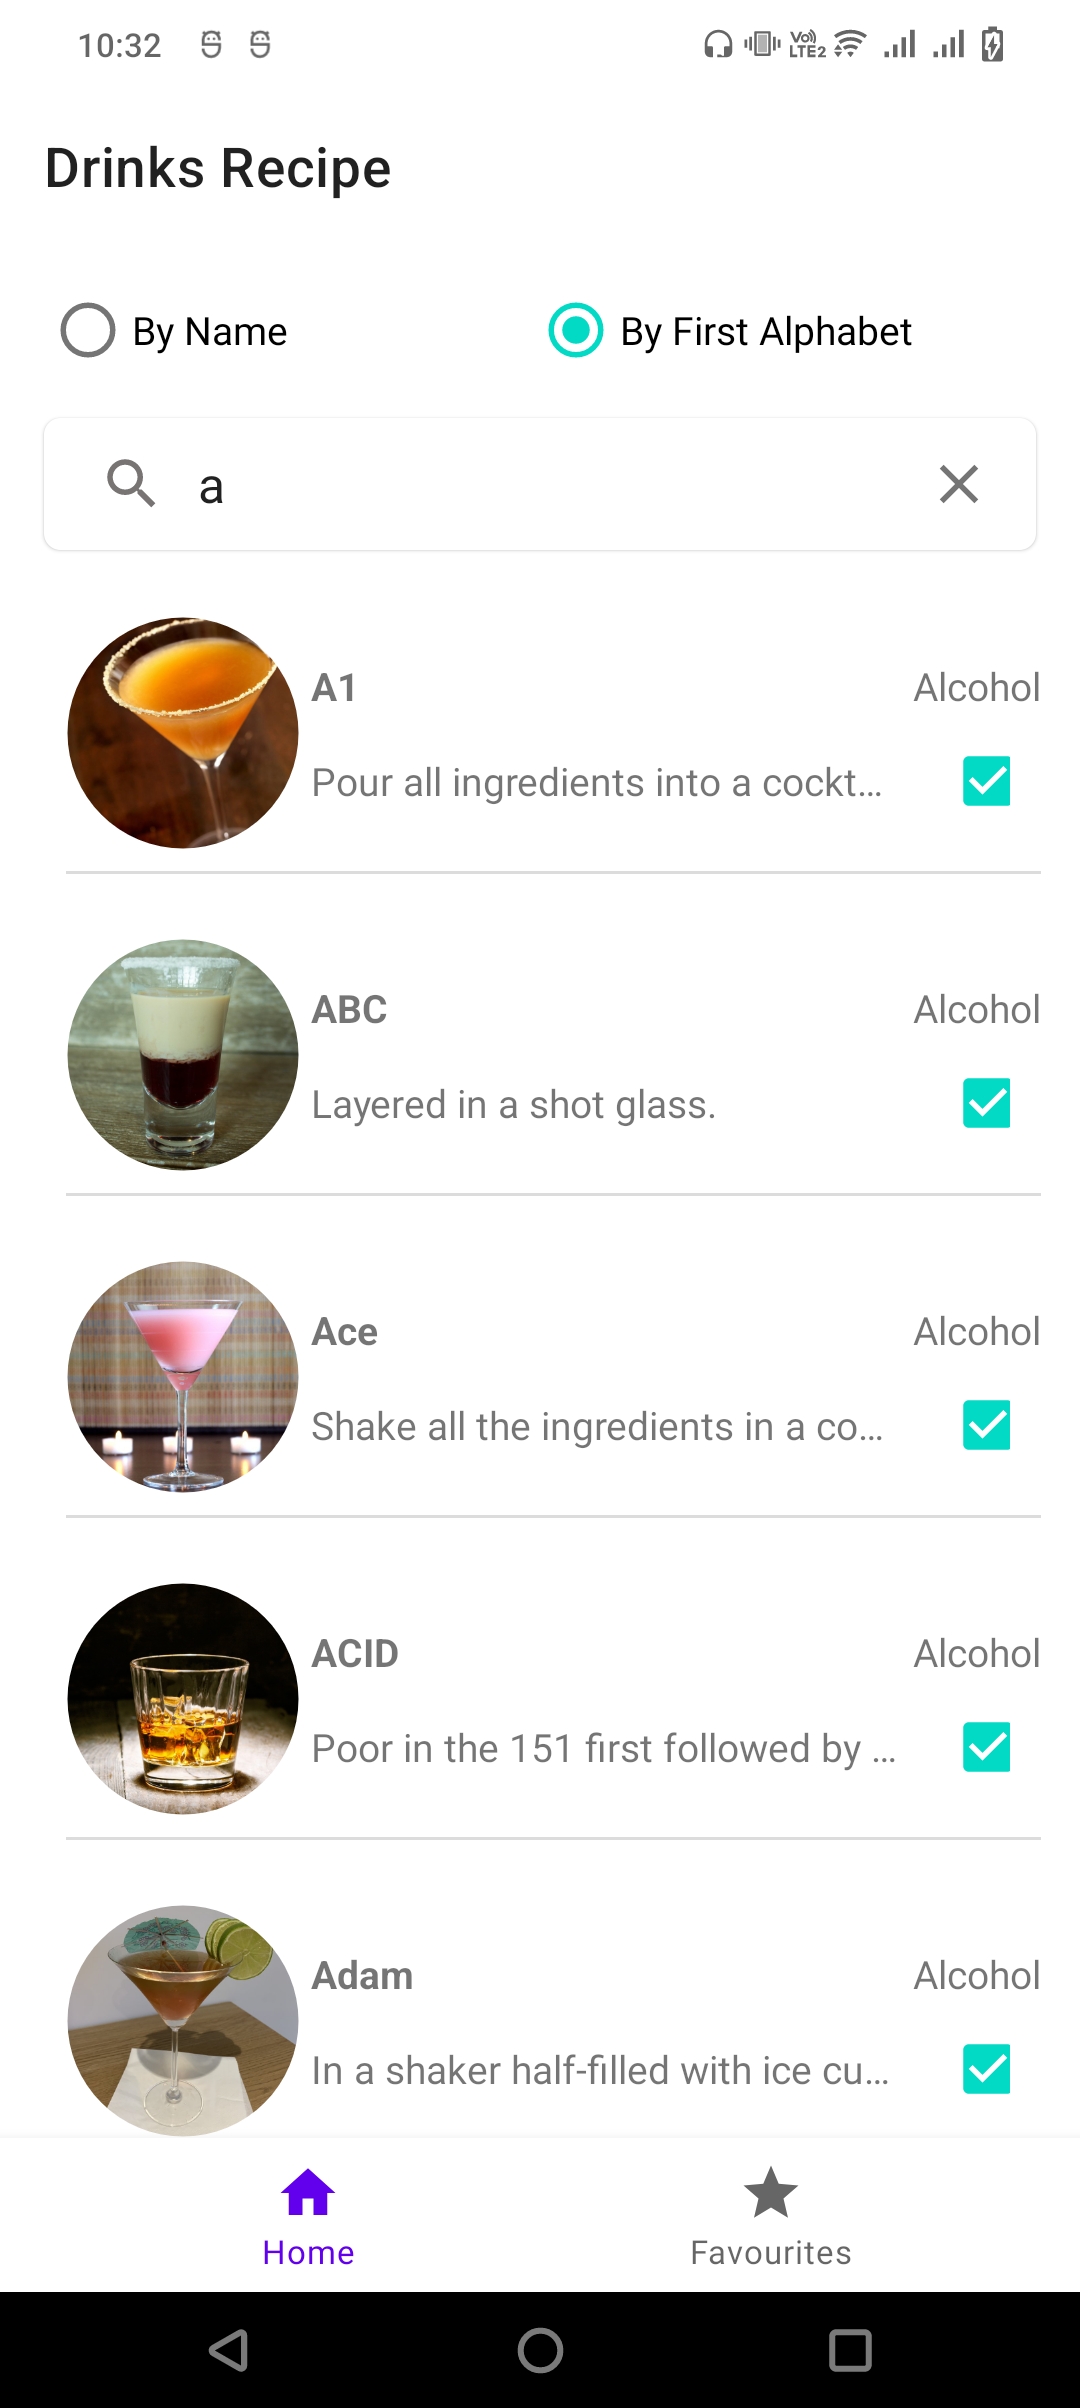 10:32
Vo)) LTE2
Drinks Recipe
By Name
By First Alphabet
a
A1
Alcohol
Pour all ingredients into a cockt...
ABC
Alcohol
Layered in a shot glass.
Ace
Alcohol
Shake all the ingredients in a co...
ACID
Alcohol
Poor in the 151 first followed by ...
Adam
Alcohol
In a shaker half-filled with ice cu...
Home
Favourites